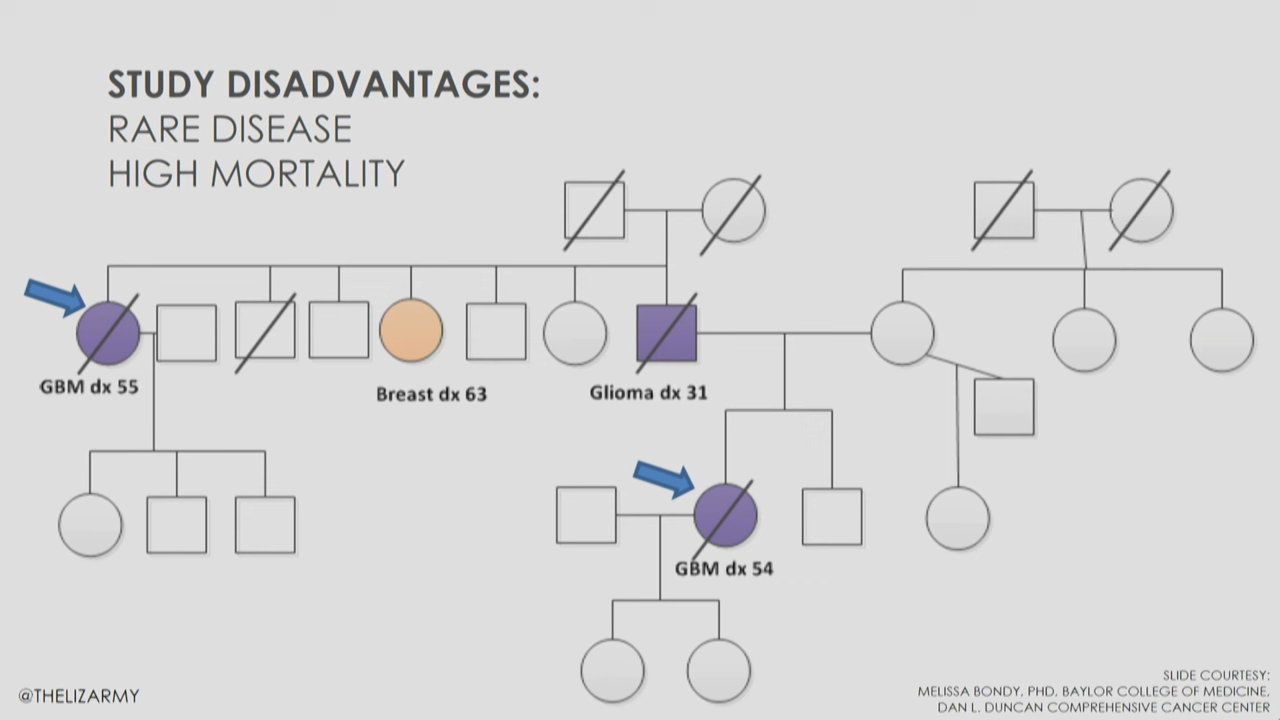 STUDY DISADVANTAGES:
RARE DISEASE
HIGH MORTALITY
GBM dx 55
Breast dx 63
Glioma dx 31
GBM dx 54
@THELIZARMY
SLIDE COURTESY:
MELISSA BONDY, PHD, BAYLOR COLLEGE OF MEDICINE,
DAN L. DUNCAN COMPREHENSIVE CANCER CENTER